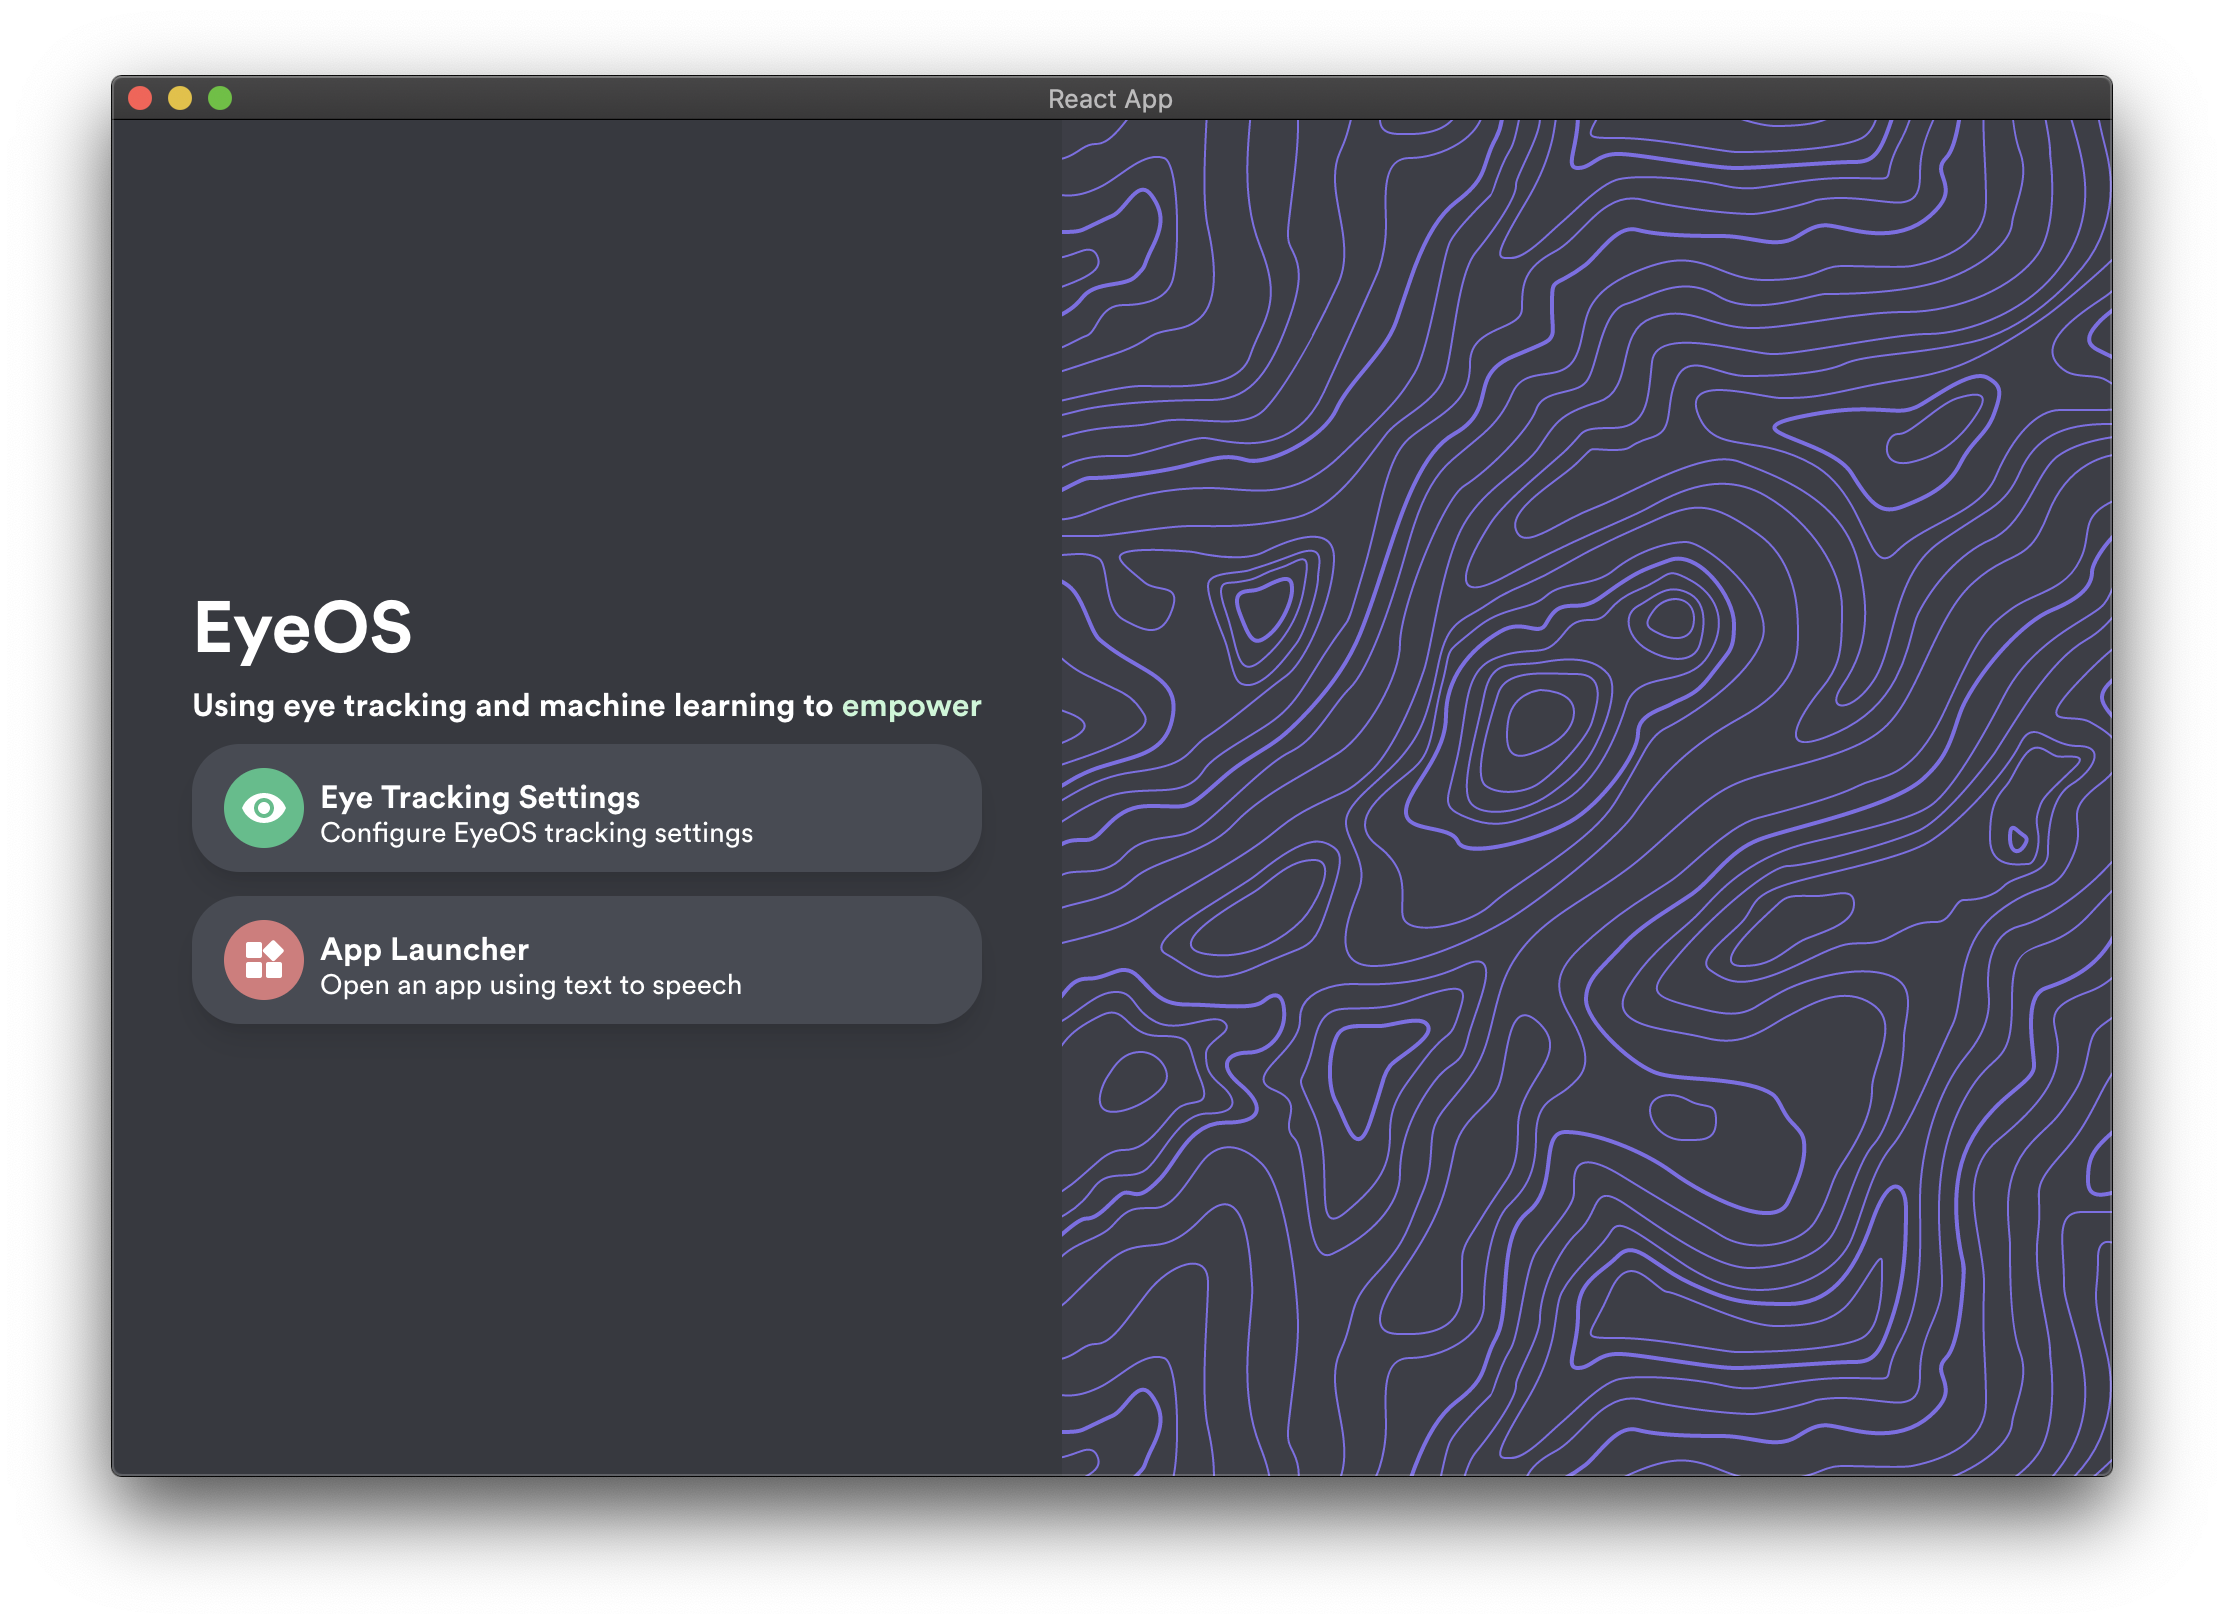 React App
EyeOS
Using eye tracking and machine learning to empower
Eye Tracking Settings
Configure EyeOS tracking settings
App Launcher
Open an app using text to speech